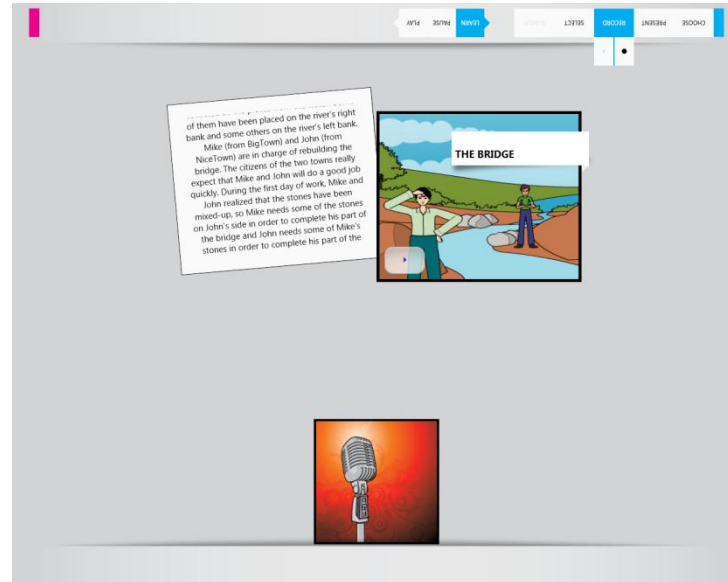 PLAY
PAUSE
LEARN
SELECT
RECORD
PRESENT
CHOOSE
of them have been placed on the river's right
bank and some others on the river's left bank.
Mike (from BigTown) and John (from
NiceTown) are in charge of rebuilding the
bridge. The citizens of the two towns really
expect that Mike and John will do a good job
quickly. During the first day of work, Mike and
John realized that the stones have been
mixed-up, so Mike needs some of the stones
on John's side in order to complete his part of
the bridge and John needs some of Mike's
stones in order to complete his part of the
THE BRIDGE